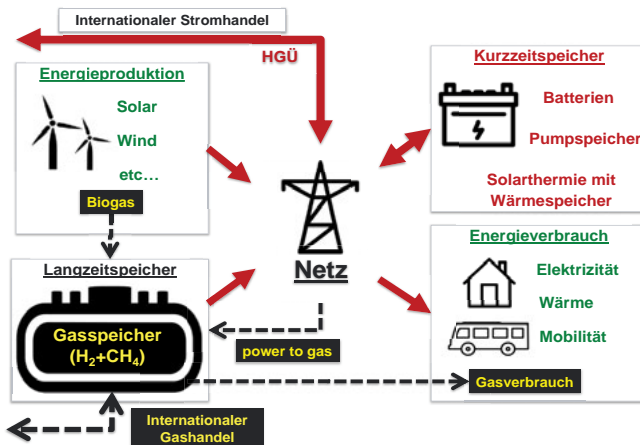 Internationaler Stromhandel
HGÜ
Energieproduktion
Solar
Wind
etc…
Biogas
Kurzzeitspeicher
Batterien
Pumpspeicher
Solarthermie mit
Wärmespeicher
Netz
Langzeitspeicher
Gasspeicher
(H₂+CH₄)
power to gas
Energieverbrauch
Elektrizität
Wärme
Mobilität
Gasverbrauch
Internationaler
Gashandel